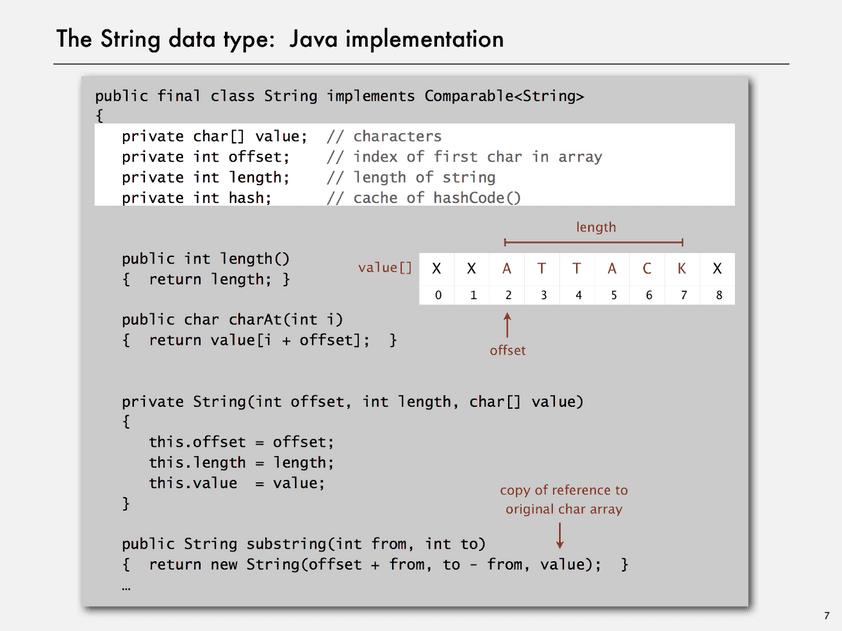 The String data type: Java implementation
public final class String implements Comparable<String>
{
private char[] value; // characters
private int offset; // index of first char in array
private int length; // length of string
private int hash; // cache of hashCode()
length
public int length()
{ return length; }
value[] X X A T T A C K X
0 1 2 3 4 5 6 7 8
public char charAt(int i)
{ return value[i + offset]; }
offset
private String(int offset, int length, char[] value)
{
this.offset = offset;
this.length = length;
this.value = value;
}
copy of reference to
original char array
public String substring(int from, int to)
{ return new String(offset + from, to - from, value); }
…
7